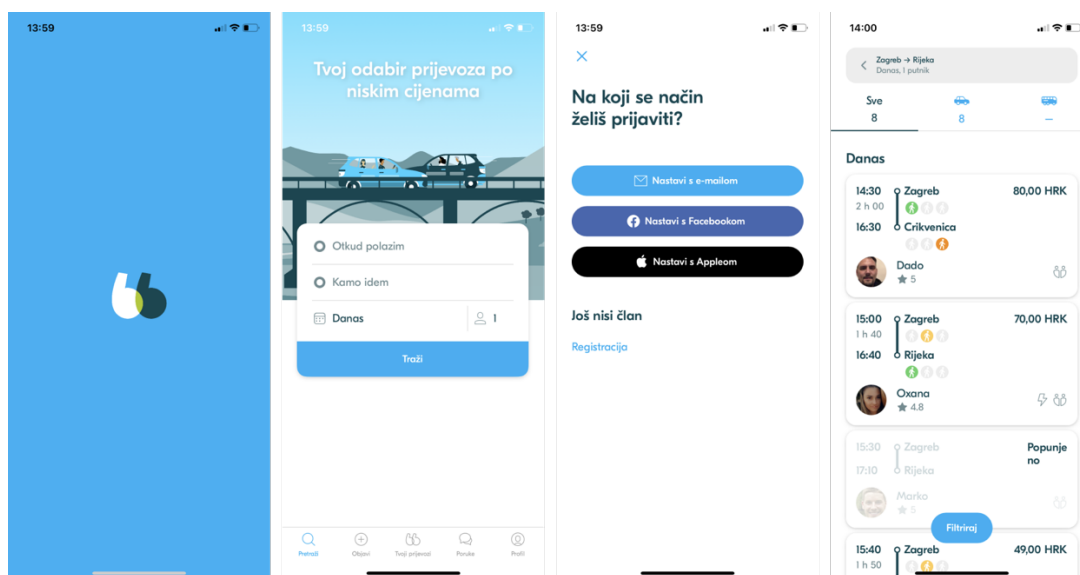 13:59
13:59
Tvoj odabir prijevoza po
niskim cijenama
Otkud polazim
Kamo idem
Danas
1
Traži
Pretraži
Objavi
Tvoji prijevozi
Poruke
Profil
13:59
Na koji se način
želiš prijaviti?
Nastavi s e-mailom
Nastavi s Facebookom
Nastavi s Appleom
Još nisi član
Registracija
14:00
Zagreb → Rijeka
Danas, 1 putnik
Sve
8
8
–
Danas
14:30 Zagreb 80,00 HRK
2 h 00
16:30 Crikvenica
Dado
5
15:00 Zagreb 70,00 HRK
1 h 40
16:40 Rijeka
Oxana
4.8
15:30 Zagreb Popunje
no
17:10 Rijeka
Marko
5
Filtriraj
15:40 Zagreb 49,00 HRK
1 h 50